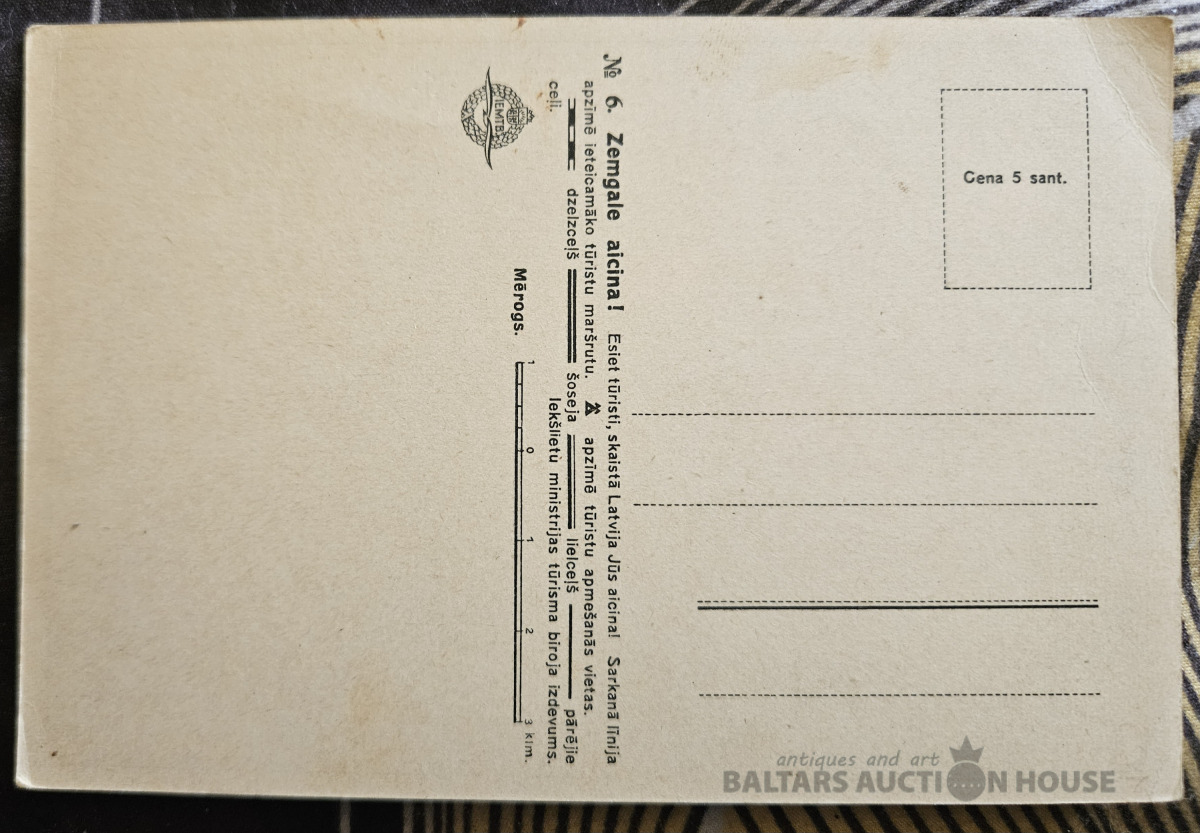 № 6. Zemgale aicina! Esiet tūristi, skaistā Latvija Jūs aicina! Sarkanā līnija
apzīmē ieteicamāko tūristu maršrutu. apzīmē tūristu apmešanās vietas.
dzelzceļš šoseja lielceļš pārējie
ceļi. Iekšlietu ministrijas tūrisma biroja izdevums.
Mērogs. 1 0 1 2 3 klm.
IEMTB
Cena 5 sant.
antiques and art
BALTARS AUCTION HOUSE